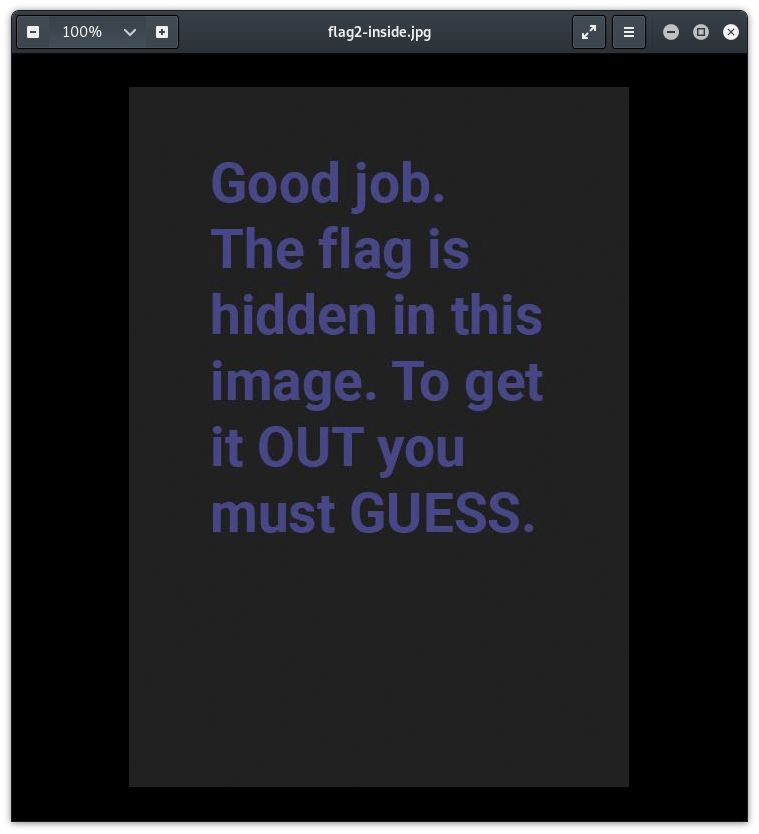 100%
flag2-inside.jpg
Good job.
The flag is
hidden in this
image. To get
it OUT you
must GUESS.